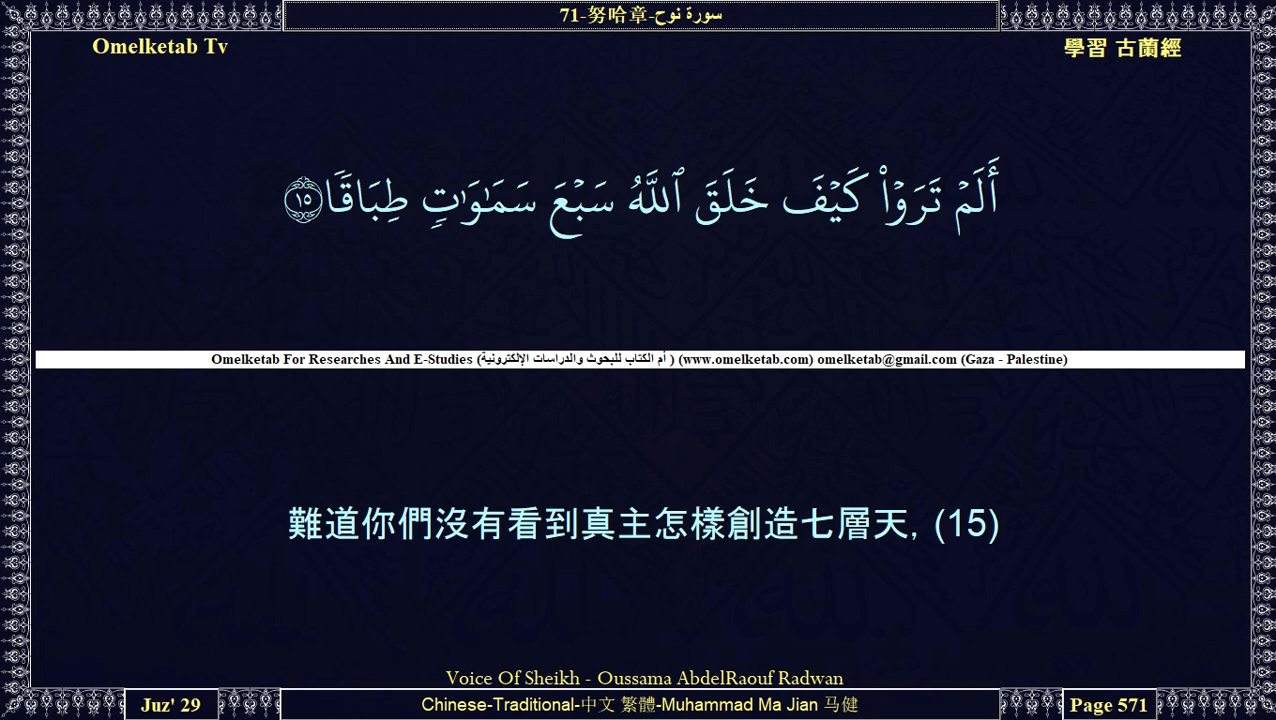 71-努哈章-سورة نوح
Omelketab Tv
學習 古蘭經
أَلَمۡ تَرَوۡاْ كَيۡفَ خَلَقَ ٱللَّهُ سَبۡعَ سَمَٰوَٰتٖ طِبَاقٗا ١٥
Omelketab For Researches And E-Studies (أم الكتاب للبحوث والدراسات الإلكترونية ) (www.omelketab.com) omelketab@gmail.com (Gaza - Palestine)
難道你們沒有看到真主怎樣創造七層天, (15)
Voice Of Sheikh - Oussama AbdelRaouf Radwan
Juz' 29
Chinese-Traditional-中文 繁體-Muhammad Ma Jian 马健
Page 571